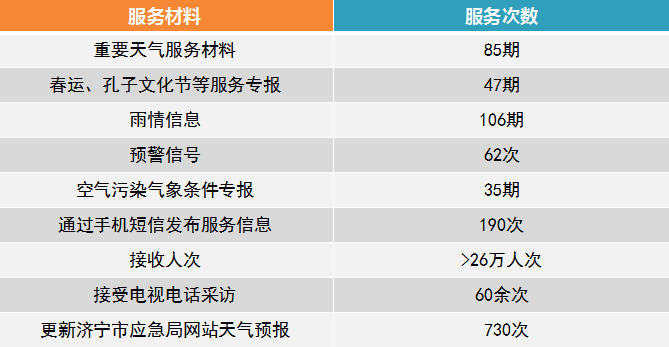 服务材料 服务次数
重要天气服务材料 85期
春运、孔子文化节等服务专报 47期
雨情信息 106期
预警信号 62次
空气污染气象条件专报 35期
通过手机短信发布服务信息 190次
接收人次 >26万人次
接受电视电话采访 60余次
更新济宁市应急局网站天气预报 730次